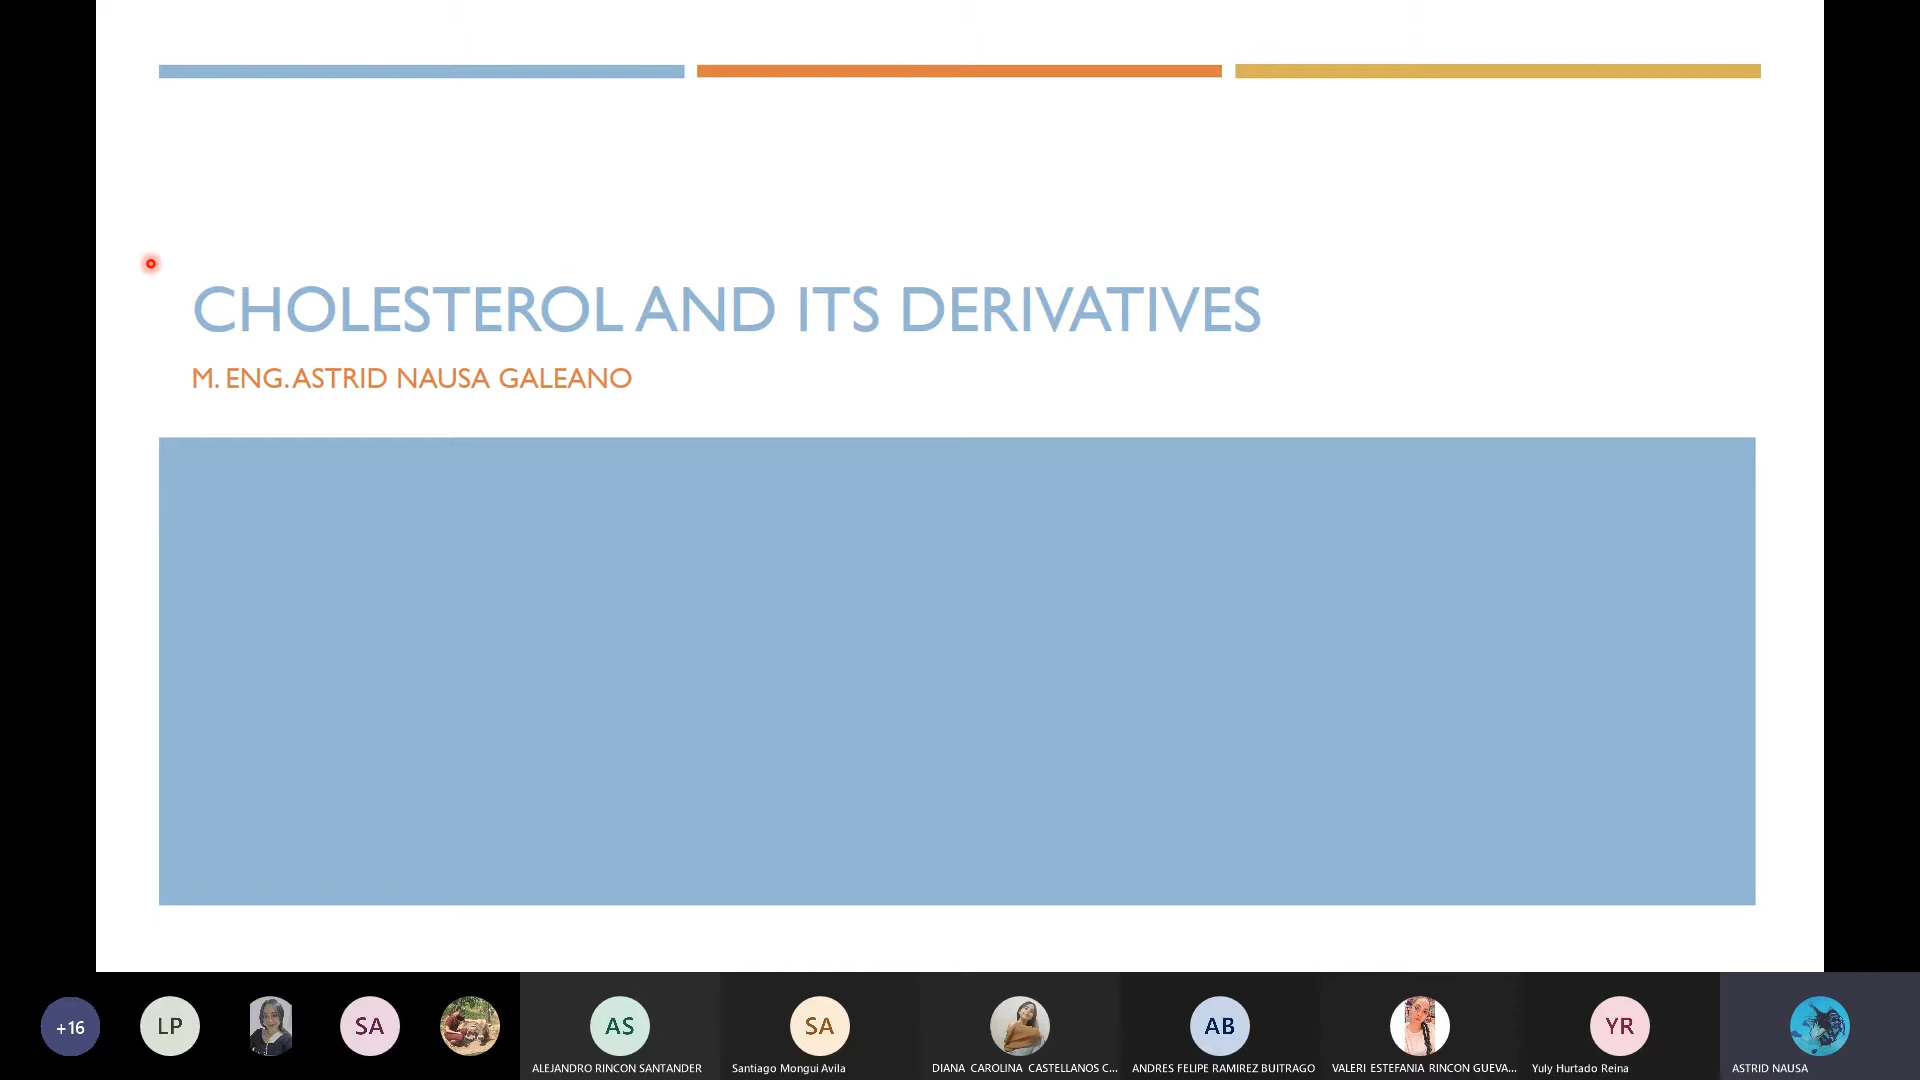 CHOLESTEROL AND ITS DERIVATIVES
M. ENG. ASTRID NAUSA GALEANO
+16
LP
SA
AS
SA
AB
YR
ALEJANDRO RINCON SANTANDER
Santiago Mongui Avila
DIANA CAROLINA CASTELLANOS C...
ANDRES FELIPE RAMIREZ BUITRAGO
VALERI ESTEFANIA RINCON GUEVA...
Yuly Hurtado Reina
ASTRID NAUSA